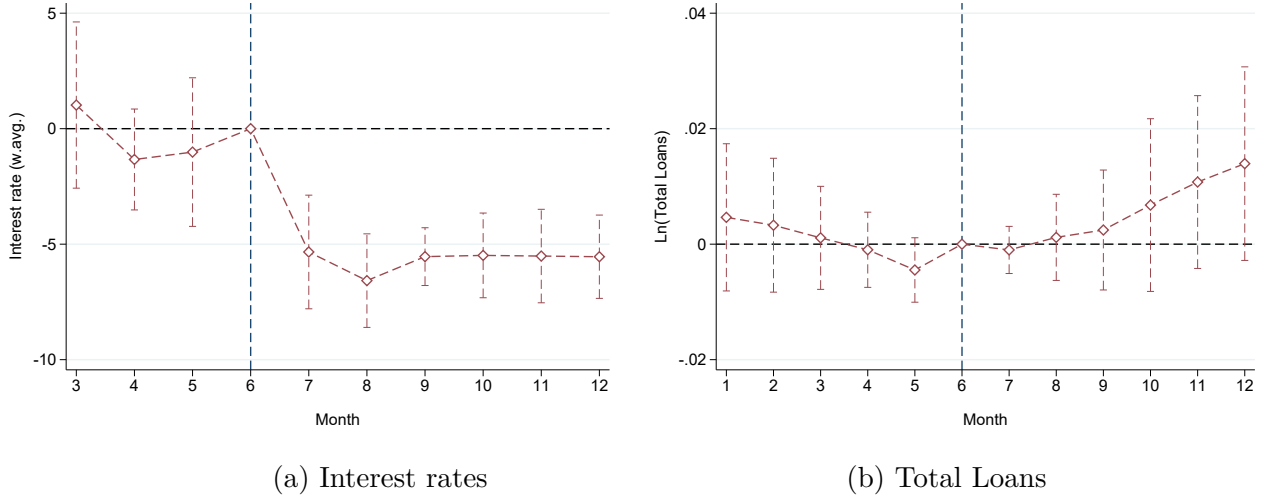 5
0
-5
-10
Interest rate (w.avg.)
3 4 5 6 7 8 9 10 11 12
Month
(a) Interest rates
.04
.02
0
-.02
Ln(Total Loans)
1 2 3 4 5 6 7 8 9 10 11 12
Month
(b) Total Loans